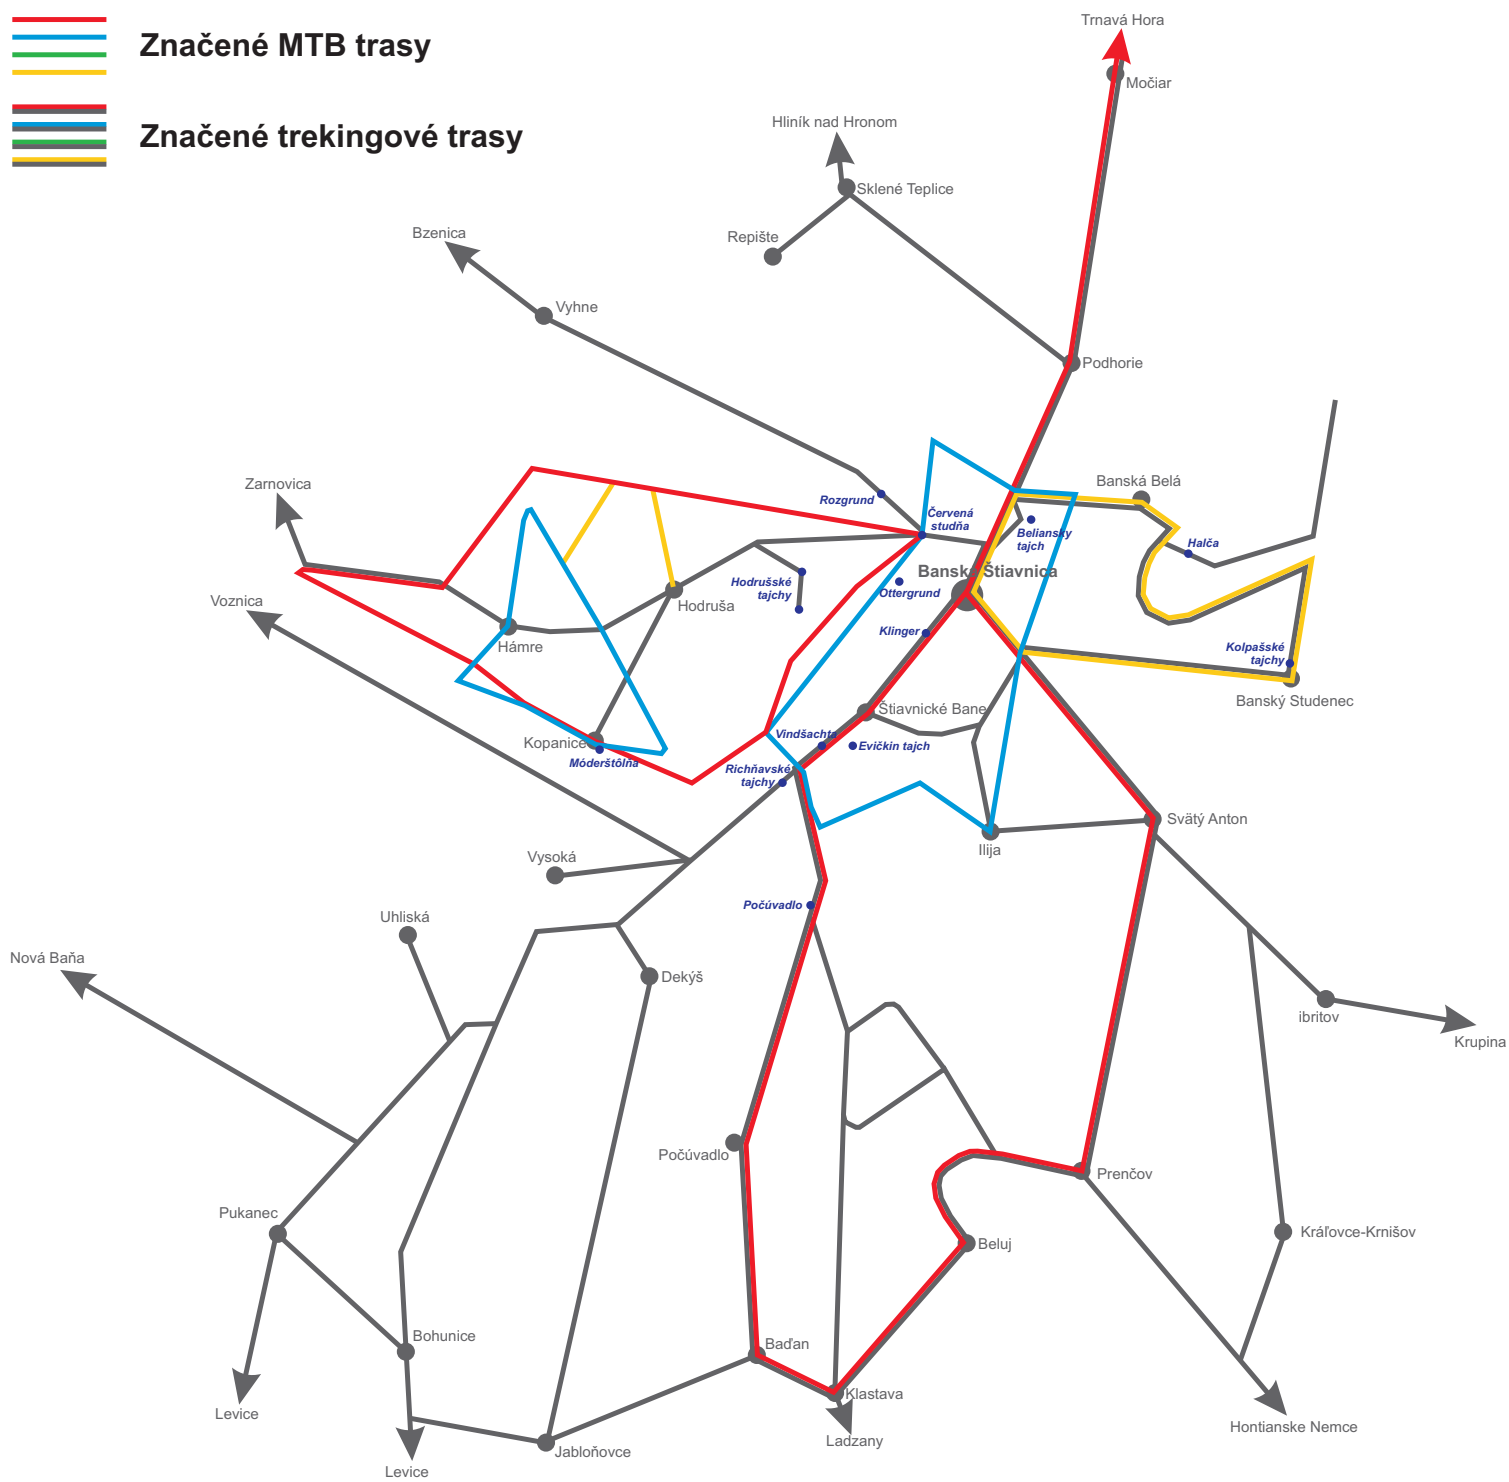 Značené MTB trasy
Značené trekingové trasy
Trnavá Hora
Močiar
Hliník nad Hronom
Sklené Teplice
Repište
Bzenica
Vyhne
Podhorie
Zarnovica
Rozgrund
Červená
studňa
Beliansky
tajch
Banská Belá
Halča
Banská Štiavnica
Hodrušské
tajchy
Ottergrund
Hodruša
Voznica
Hámre
Klinger
Kolpašské
tajchy
Banský Studenec
Štiavnické Bane
Kopanice
Móderštôlňa
Vindšachta
Evičkin tajch
Richňavské
tajchy
Svätý Anton
Ilija
Vysoká
Počúvadlo
Uhliská
Nová Baňa
Dekýš
ibritov
Krupina
Počúvadlo
Prenčov
Pukanec
Beluj
Kráľovce-Krnišov
Bohunice
Baďan
Klastava
Levice
Ladzany
Hontianske Nemce
Jabloňovce
Levice